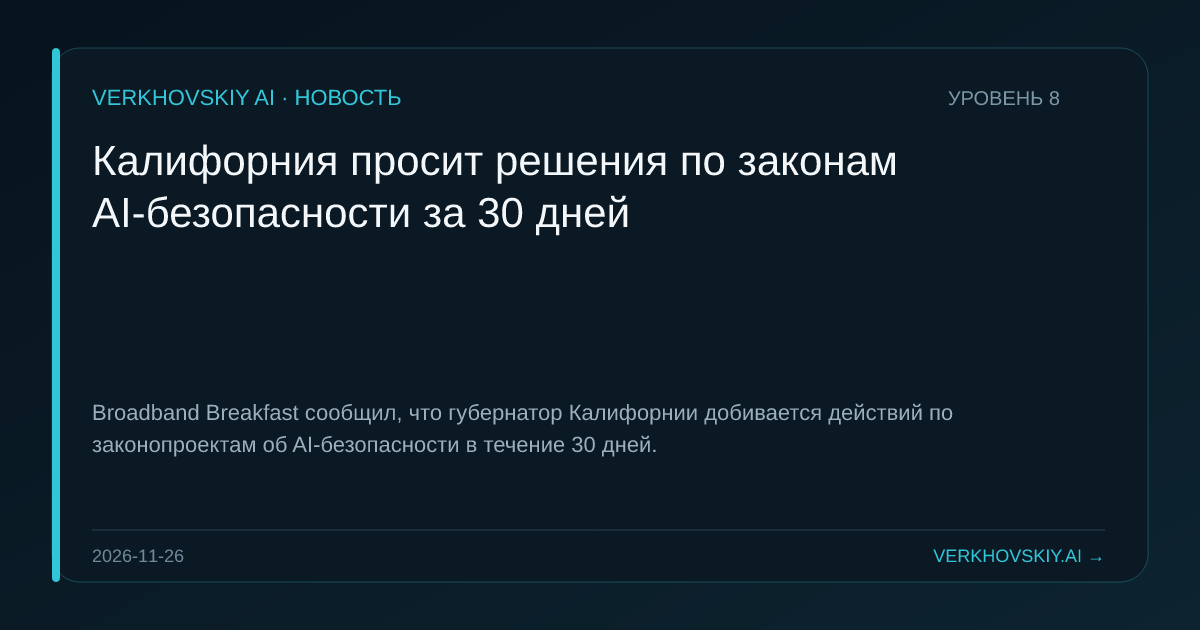 VERKHOVSKIY AI · НОВОСТЬ
УРОВЕНЬ 8
Калифорния просит решения по законам
AI-безопасности за 30 дней
Broadband Breakfast сообщил, что губернатор Калифорнии добивается действий по
законопроектам об AI-безопасности в течение 30 дней.
2026-11-26
VERKHOVSKIY.AI →